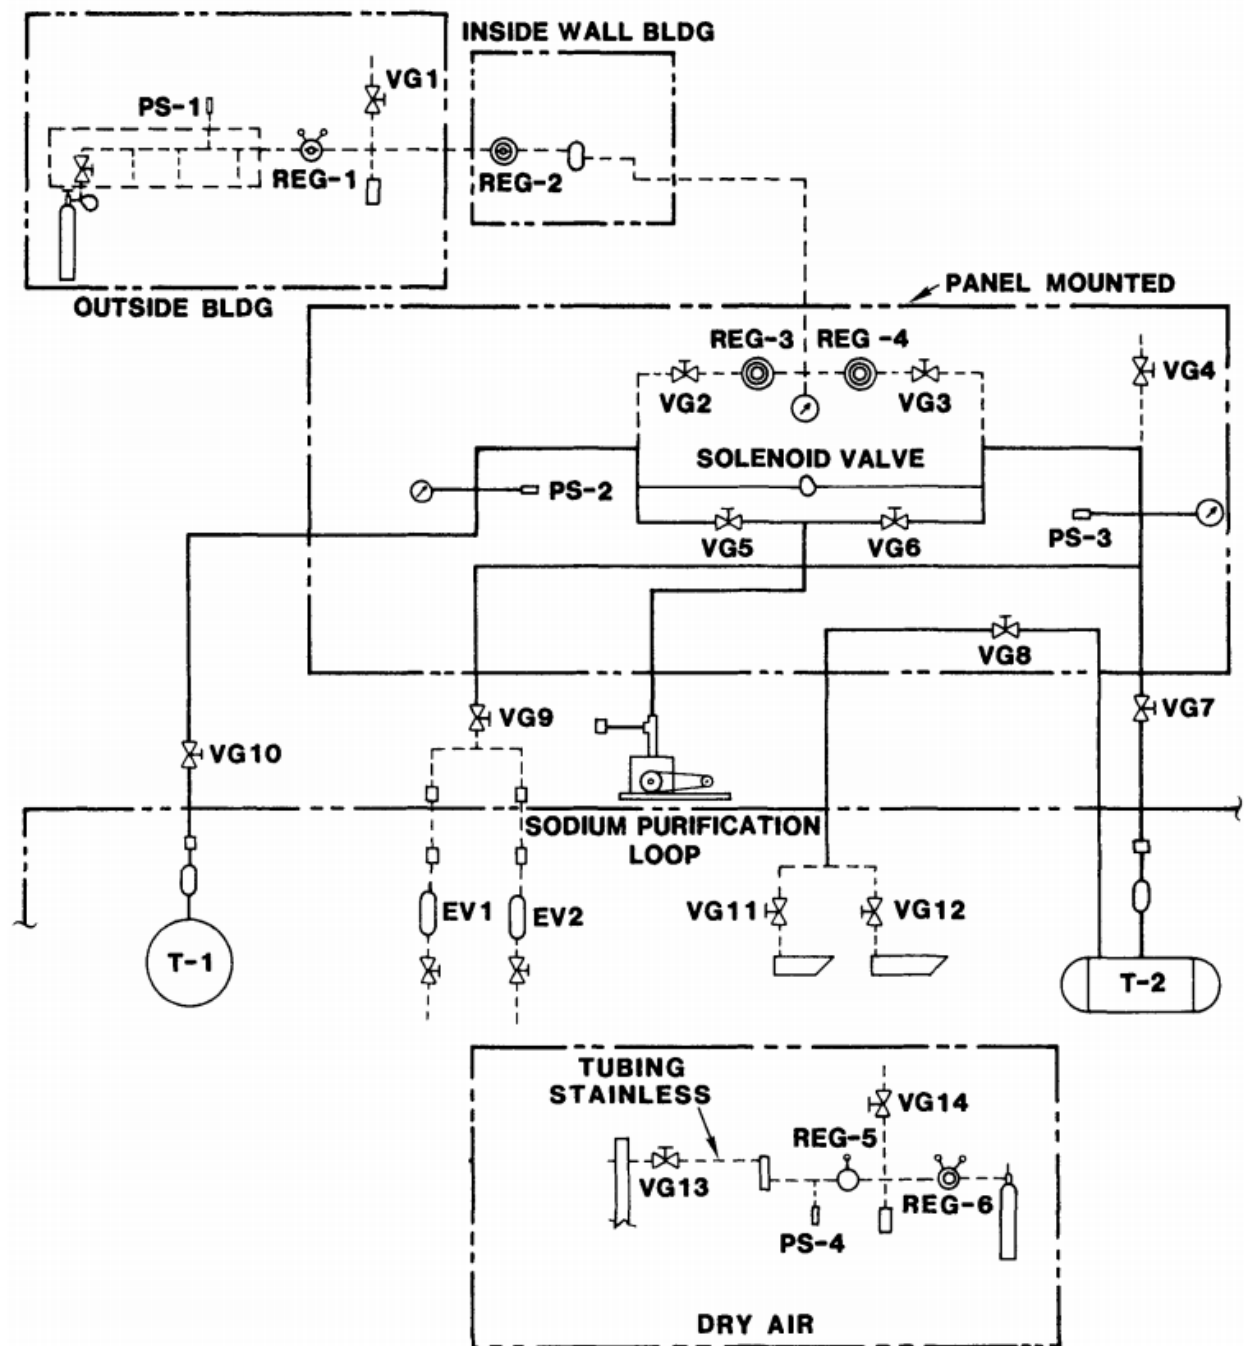 INSIDE WALL BLDG
VG1
PS-1
REG-1
REG-2
OUTSIDE BLDG
PANEL MOUNTED
REG-3
REG -4
VG2
VG3
VG4
SOLENOID VALVE
PS-2
PS-3
VG5
VG6
VG8
VG7
VG9
VG10
SODIUM PURIFICATION
LOOP
EV1
EV2
VG11
VG12
T-1
T-2
TUBING
STAINLESS
VG14
REG-5
VG13
REG-6
PS-4
DRY AIR